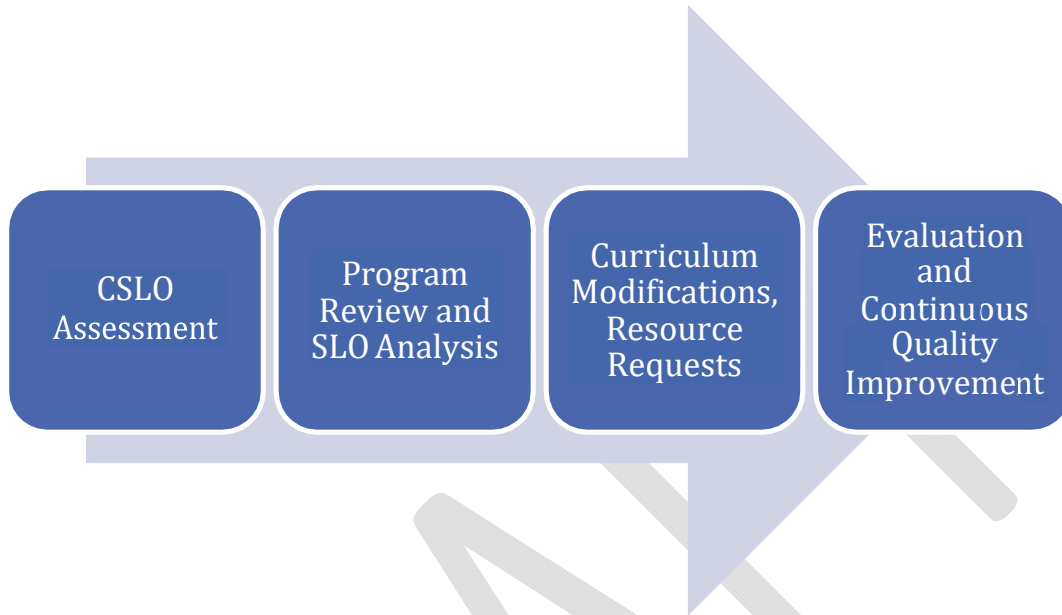 CSLO
Assessment
Program
Review and
SLO Analysis
Curriculum
Modifications,
Resource
Requests
Evaluation
and
Continuous
Quality
Improvement